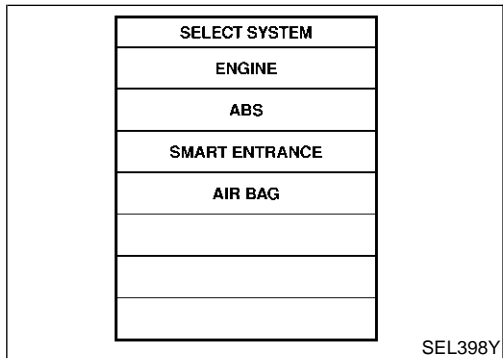 SELECT SYSTEM
ENGINE
ABS
SMART ENTRANCE
AIR BAG
SEL398Y